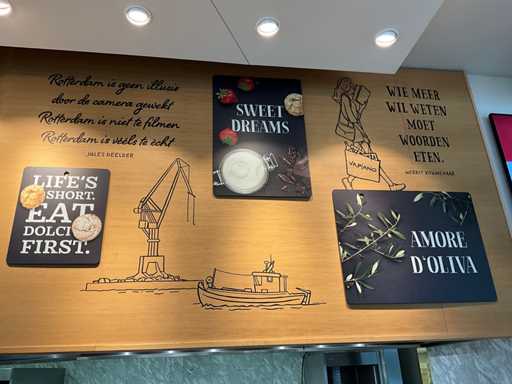 Rotterdam is geen illusie
door de camera gewekt
Rotterdam is niet te filmen
Rotterdam is véél te echt
JULES DEELDER
LIFE'S
SHORT.
EAT
DOLCI
FIRST.
SWEET
DREAMS
VAPIANO
WIE MEER
WIL WETEN
MOET
WOORDEN
ETEN.
AMORE
D'OLIVA